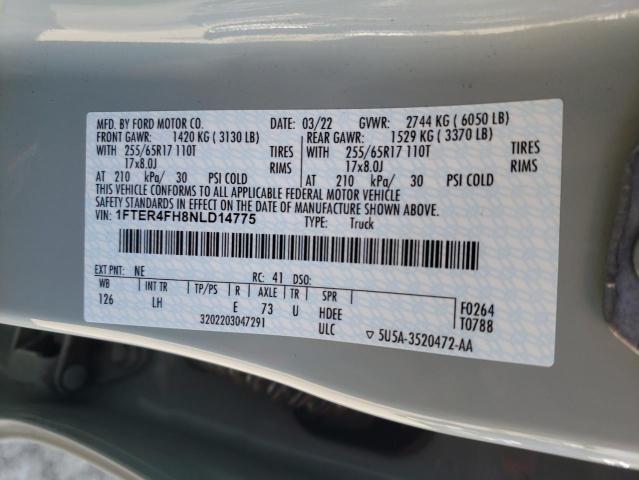 MFD. BY FORD MOTOR CO. DATE: 03/22 GVWR: 2744 KG ( 6050 LB)
FRONT GAWR: 1420 KG ( 3130 LB) REAR GAWR: 1529 KG ( 3370 LB)
WITH 255/65R17 110T TIRES WITH 255/65R17 110T TIRES
17x8.0J RIMS 17x8.0J RIMS
AT 210 kPa/ 30 PSI COLD AT 210 kPa/ 30 PSI COLD
THIS VEHICLE CONFORMS TO ALL APPLICABLE FEDERAL MOTOR VEHICLE
SAFETY STANDARDS IN EFFECT ON THE DATE OF MANUFACTURE SHOWN ABOVE.
VIN: 1FTER4FH8NLD14775 TYPE: Truck
EXT PNT: NE RC: 41 DSO:
WB INT TR TP/PS R AXLE TR SPR
126 LH E 73 U HDEE F0264
3202203047291 ULC T0788
5U5A-3520472-AA